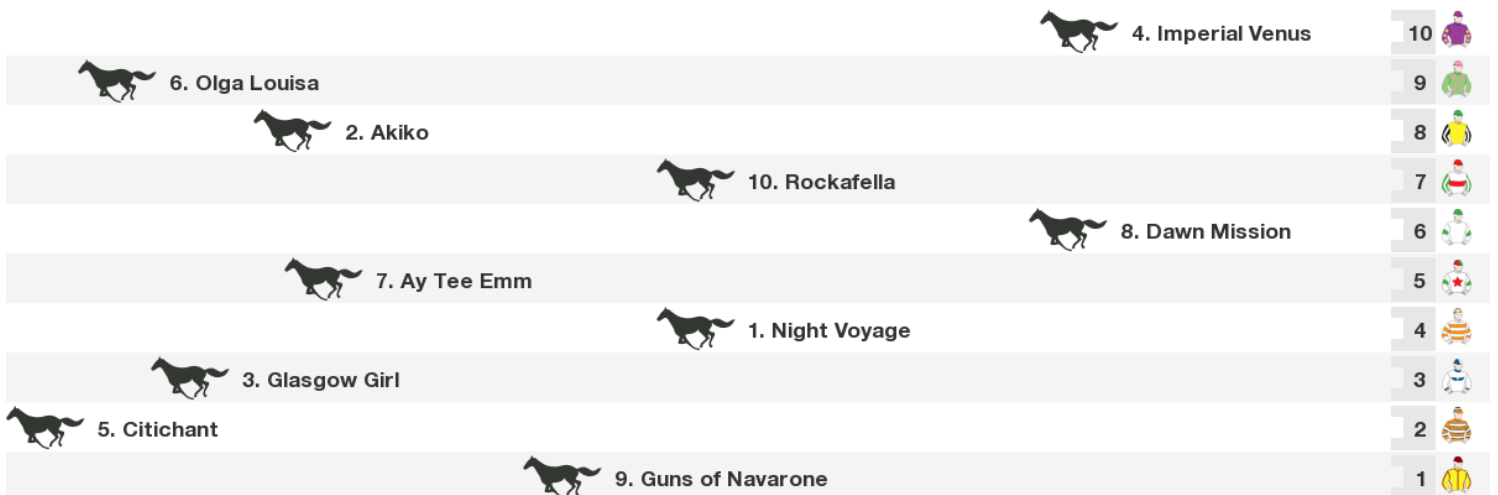 4. Imperial Venus 10
6. Olga Louisa 9
2. Akiko 8
10. Rockafella 7
8. Dawn Mission 6
7. Ay Tee Emm 5
1. Night Voyage 4
3. Glasgow Girl 3
5. Citichant 2
9. Guns of Navarone 1